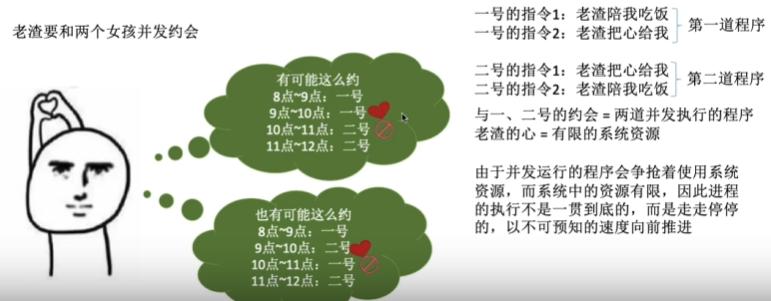 老渣要和两个女孩并发约会
有可能这么约
8点~9点：一号
9点~10点：一号
10点~11点：二号
11点~12点：二号
也有可能这么约
8点~9点：一号
9点~10点：二号
10点~11点：一号
11点~12点：二号
一号的指令1：老渣陪我吃饭
一号的指令2：老渣把心给我
第一道程序
二号的指令1：老渣把心给我
二号的指令2：老渣陪我吃饭
第二道程序
与一、二号的约会 = 两道并发执行的程序
老渣的心 = 有限的系统资源
由于并发运行的程序会争抢着使用系统
资源，而系统中的资源有限，因此进程
的执行不是一贯到底的，而是走走停停
的，以不可预知的速度向前推进